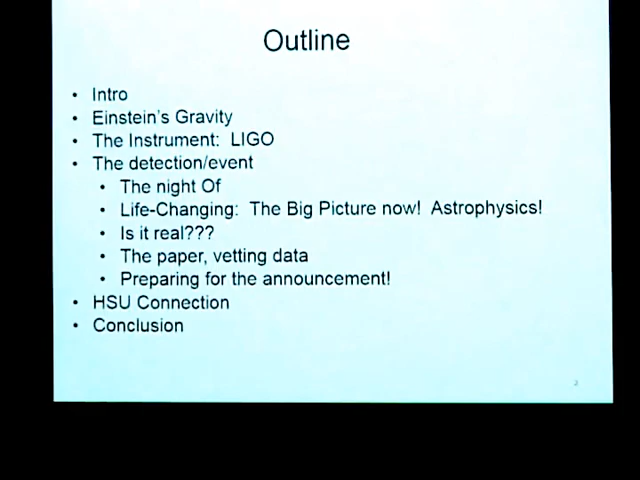 Outline
• Intro
• Einstein's Gravity
• The Instrument:  LIGO
• The detection/event
• The night Of
• Life-Changing:  The Big Picture now!  Astrophysics!
• Is it real???
• The paper, vetting data
• Preparing for the announcement!
• HSU Connection
• Conclusion